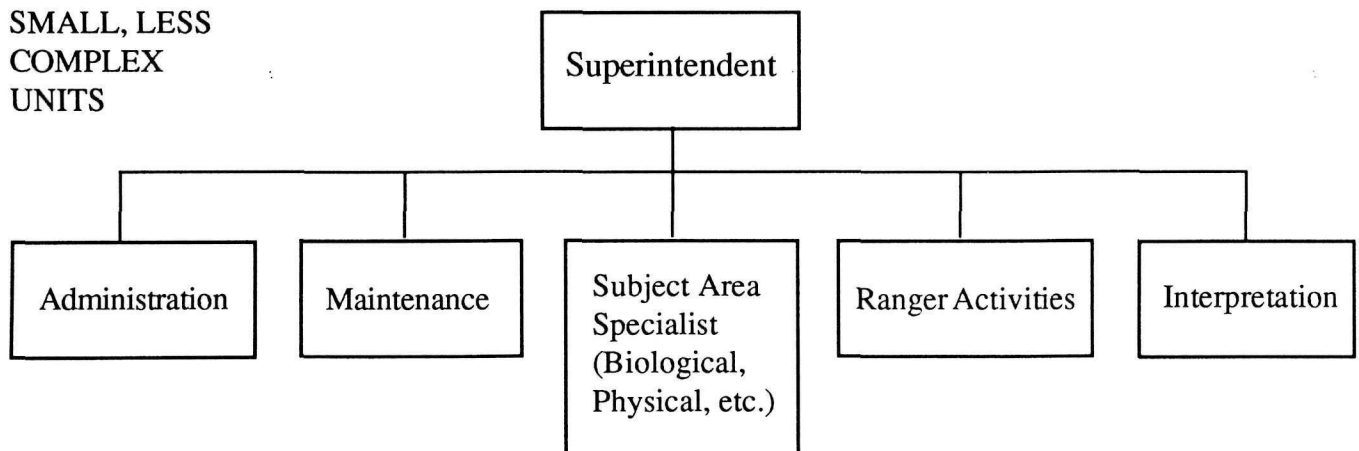 SMALL, LESS
COMPLEX
UNITS
Superintendent
Administration
Maintenance
Subject Area
Specialist
(Biological,
Physical, etc.)
Ranger Activities
Interpretation